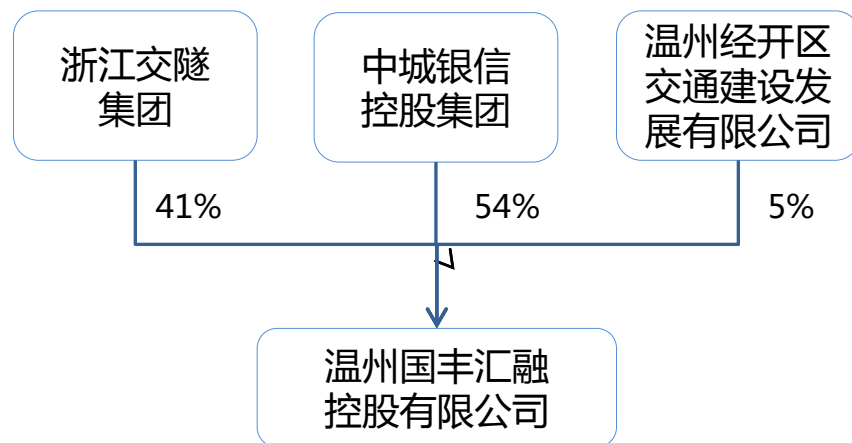 浙江交隧
集团
中城银信
控股集团
温州经开区
交通建设发
展有限公司
41%
54%
5%
温州国丰汇融
控股有限公司